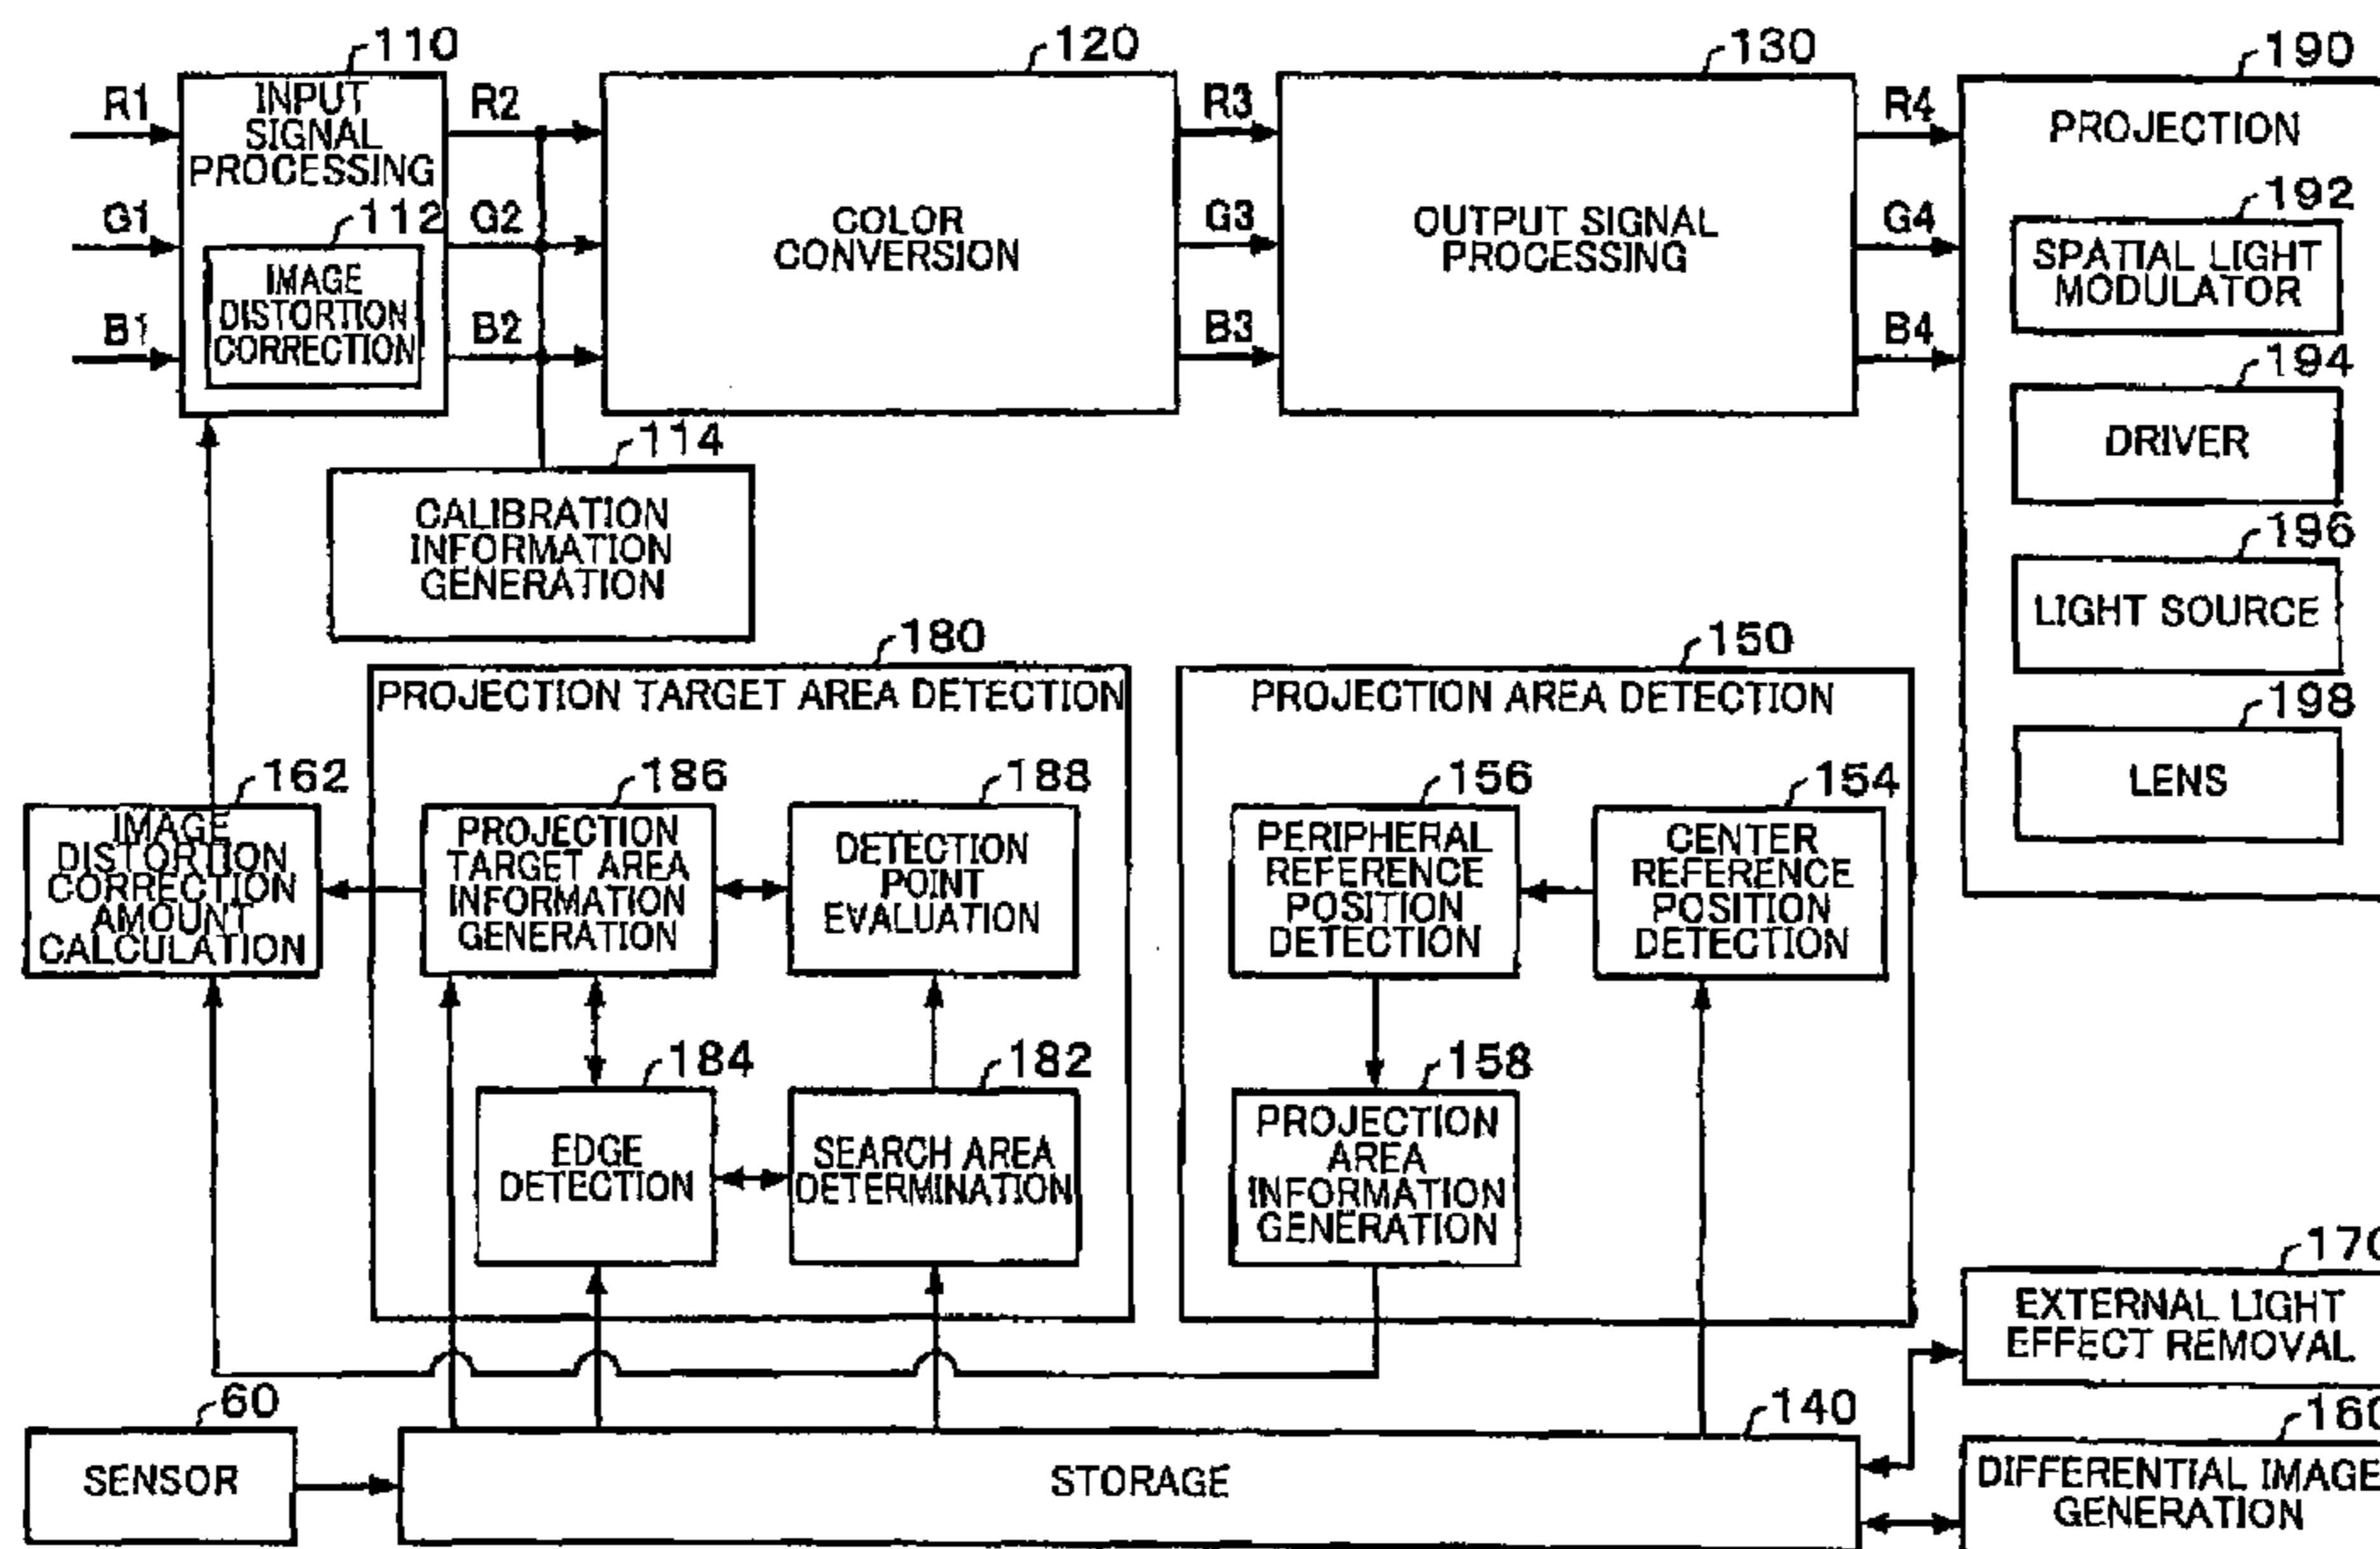 110
120
130
190
R1
INPUT
SIGNAL
PROCESSING
R2
R3
R4
PROJECTION
G1
112
G2
COLOR
CONVERSION
G3
OUTPUT SIGNAL
PROCESSING
G4
192
SPATIAL LIGHT
MODULATOR
B1
IMAGE
DISTORTION
CORRECTION
B2
B3
B4
194
DRIVER
114
CALIBRATION
INFORMATION
GENERATION
196
LIGHT SOURCE
180
PROJECTION TARGET AREA DETECTION
150
PROJECTION AREA DETECTION
198
LENS
162
IMAGE
DISTORTION
CORRECTION
AMOUNT
CALCULATION
186
PROJECTION
TARGET AREA
INFORMATION
GENERATION
188
DETECTION
POINT
EVALUATION
156
PERIPHERAL
REFERENCE
POSITION
DETECTION
154
CENTER
REFERENCE
POSITION
DETECTION
184
EDGE
DETECTION
182
SEARCH AREA
DETERMINATION
158
PROJECTION
AREA
INFORMATION
GENERATION
170
EXTERNAL LIGHT
EFFECT REMOVAL
60
SENSOR
140
STORAGE
160
DIFFERENTIAL IMAGE
GENERATION